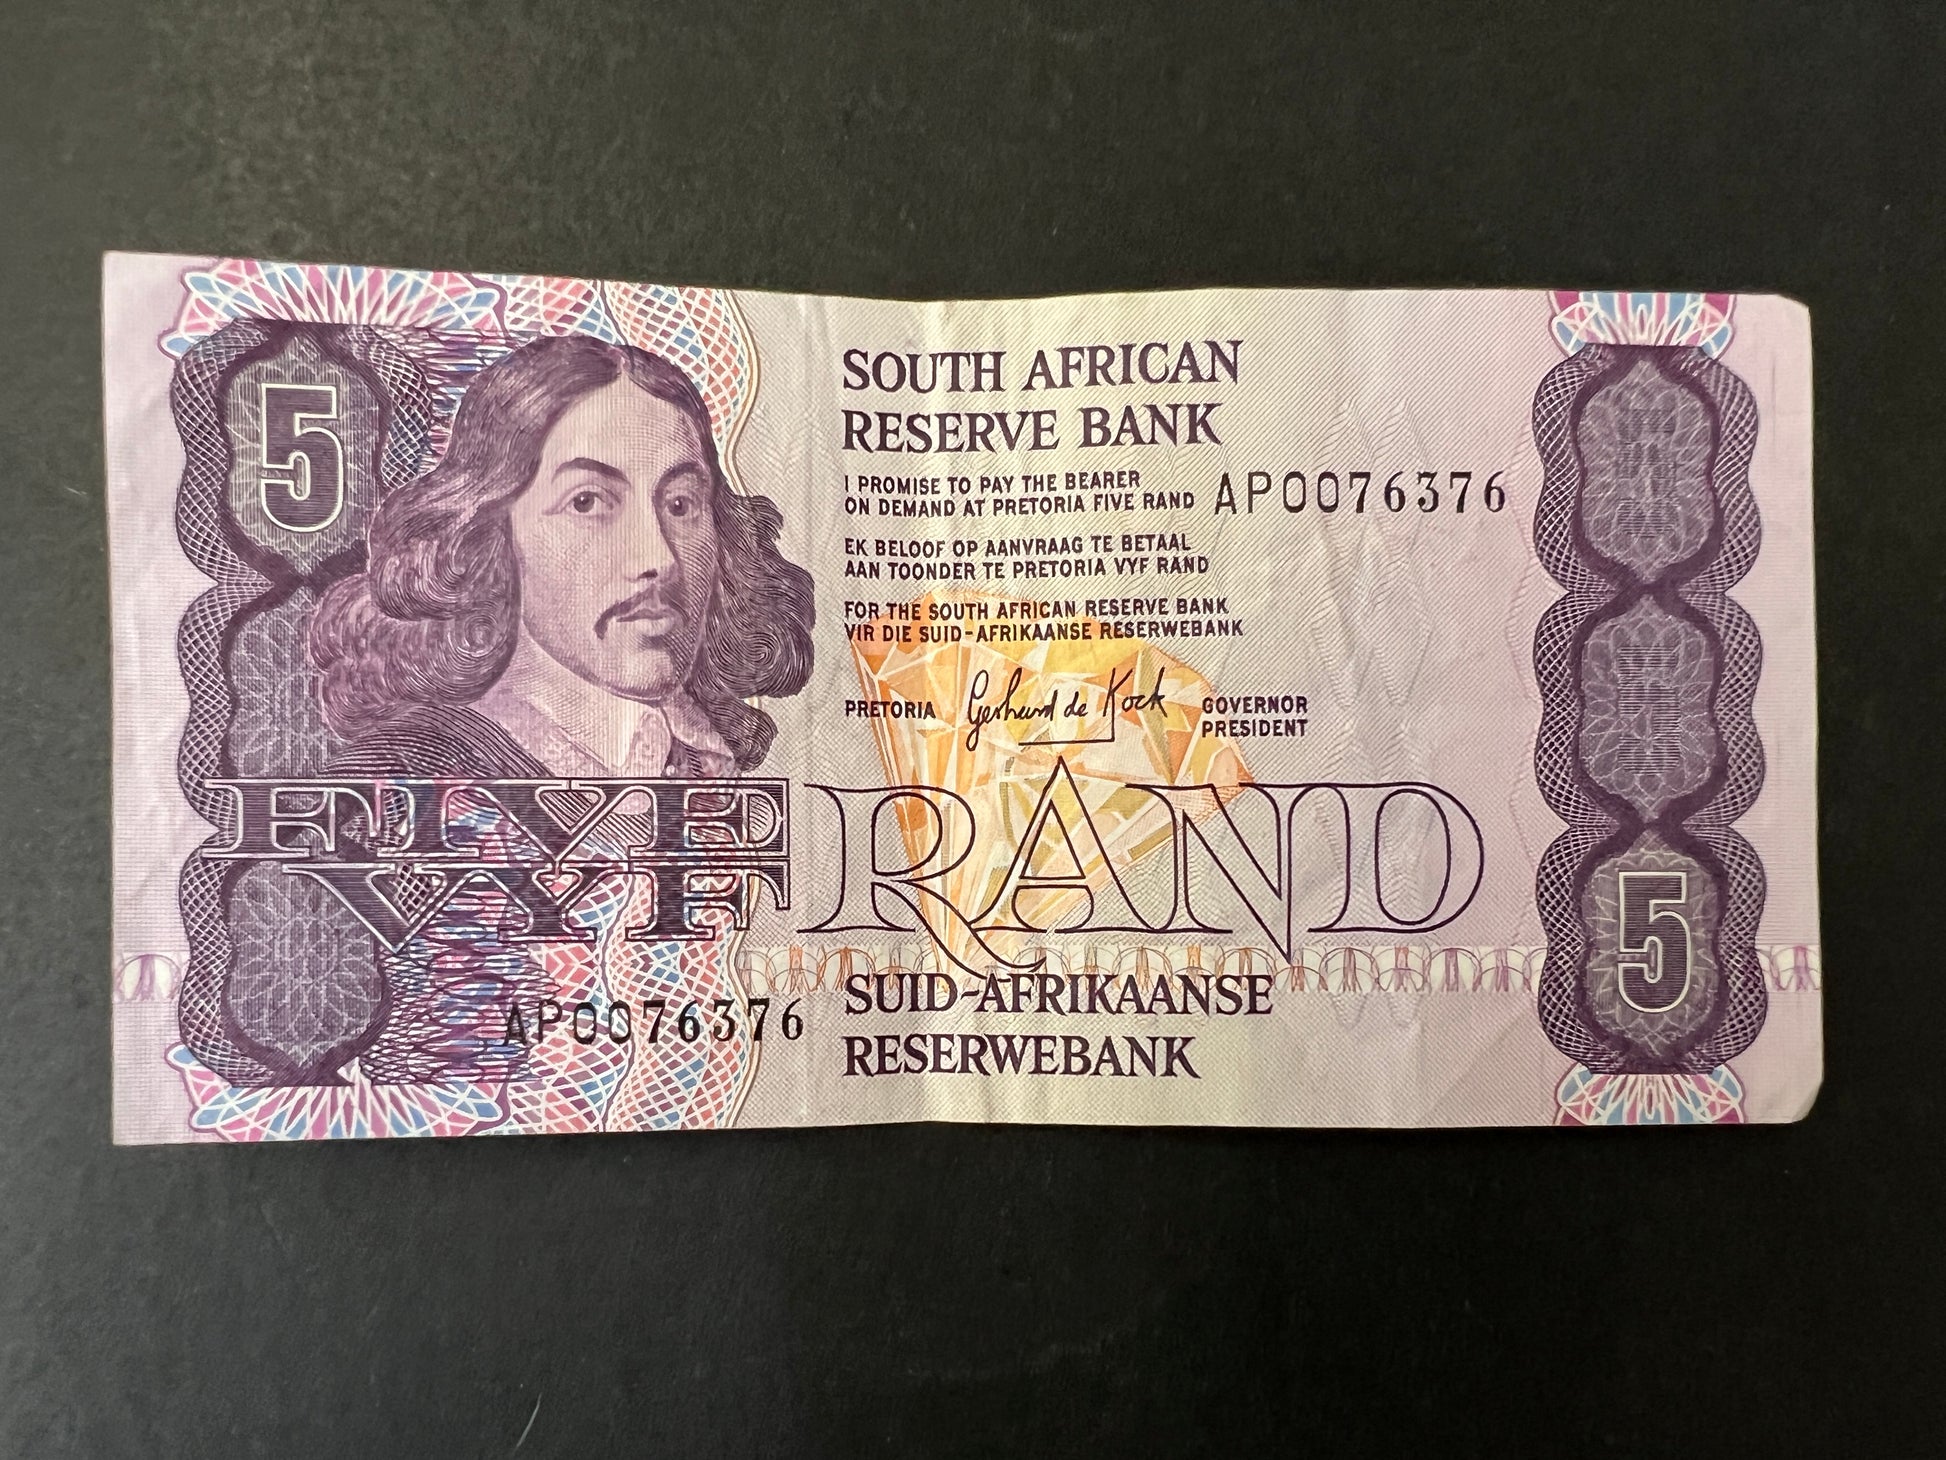 5
SOUTH AFRICAN
RESERVE BANK
I PROMISE TO PAY THE BEARER
ON DEMAND AT PRETORIA FIVE RAND
AP0076376
EK BELOOF OP AANVRAAG TE BETAAL
AAN TOONDER TE PRETORIA VYF RAND
FOR THE SOUTH AFRICAN RESERVE BANK
VIR DIE SUID-AFRIKAANSE RESERWEBANK
PRETORIA Gerhard de Kock GOVERNOR
PRESIDENT
FIVE RAND
VYF
AP0076376
SUID-AFRIKAANSE
RESERWEBANK
5